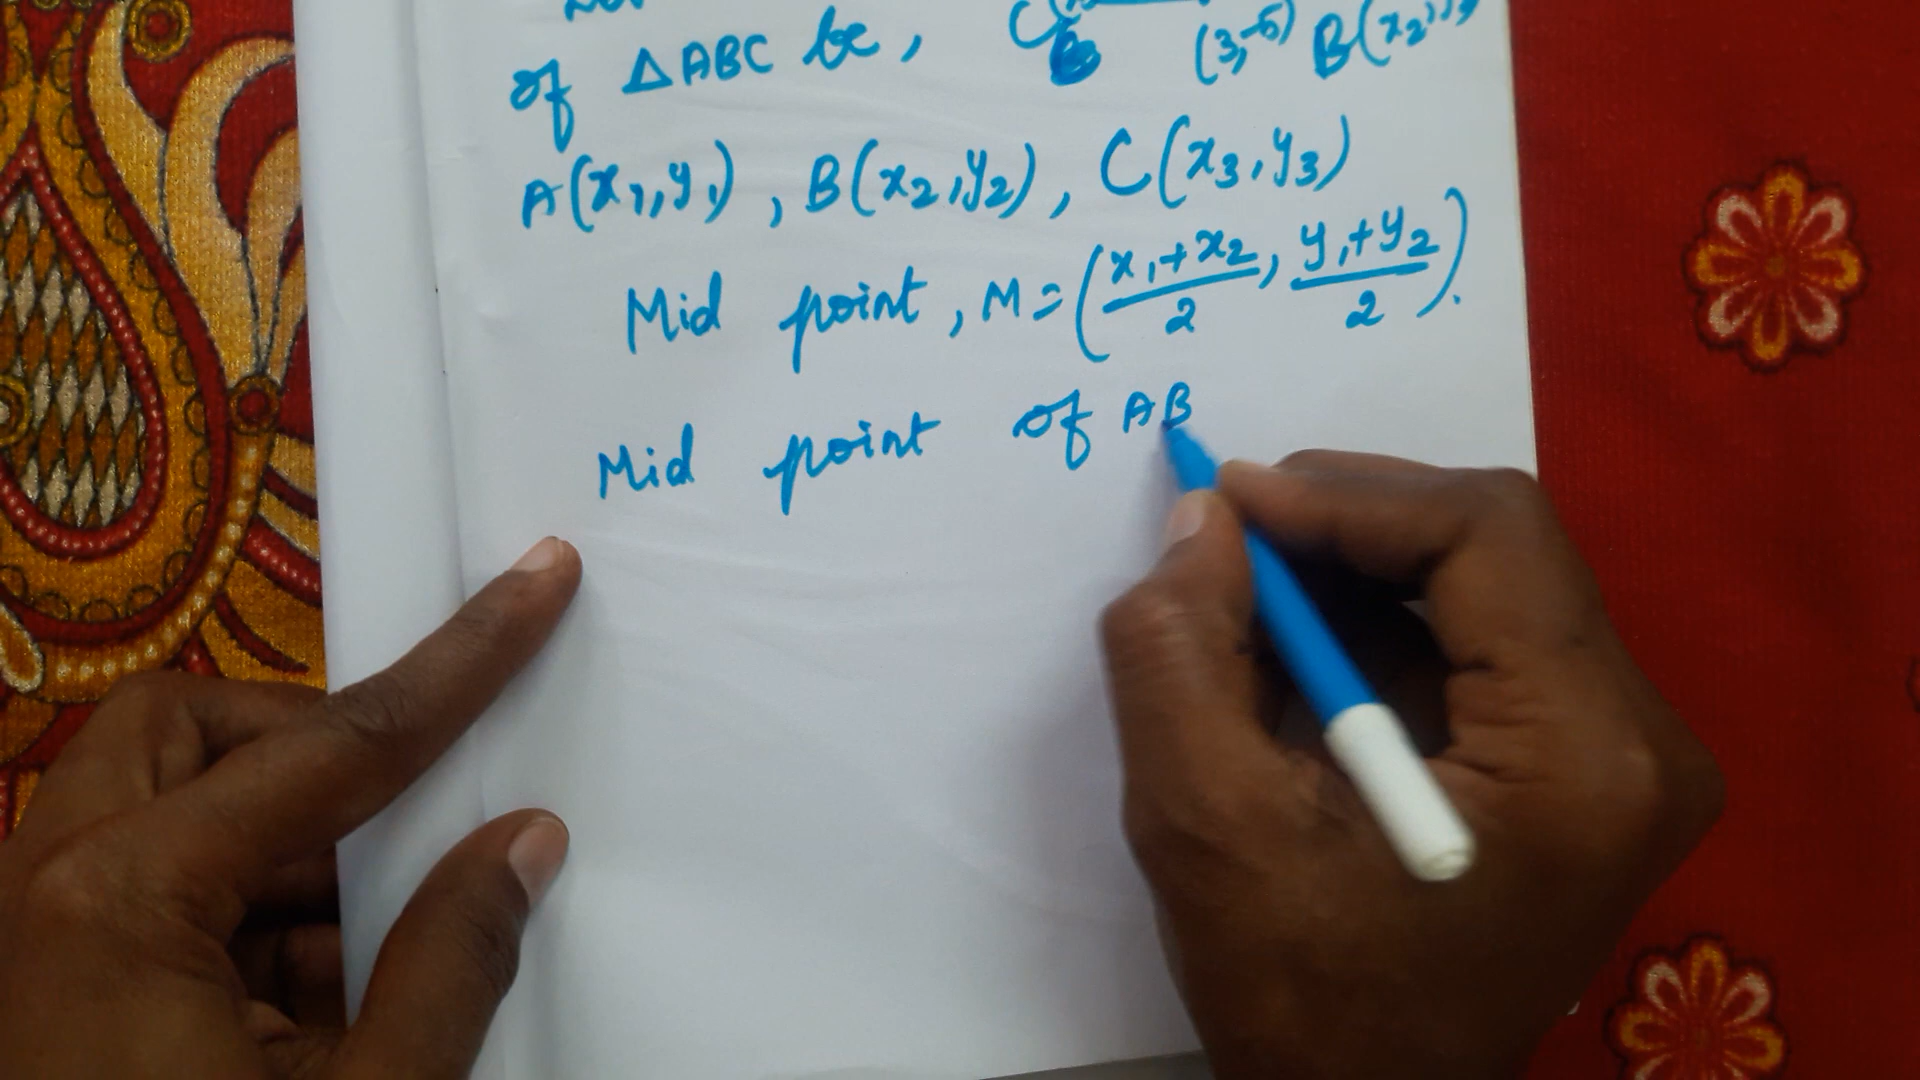 of △ABC be,
(3,-5) B(x2,
A(x1,y1), B(x2,y2), C(x3,y3)
Mid point, M=(x1+x2/2, y1+y2/2).
Mid point of AB